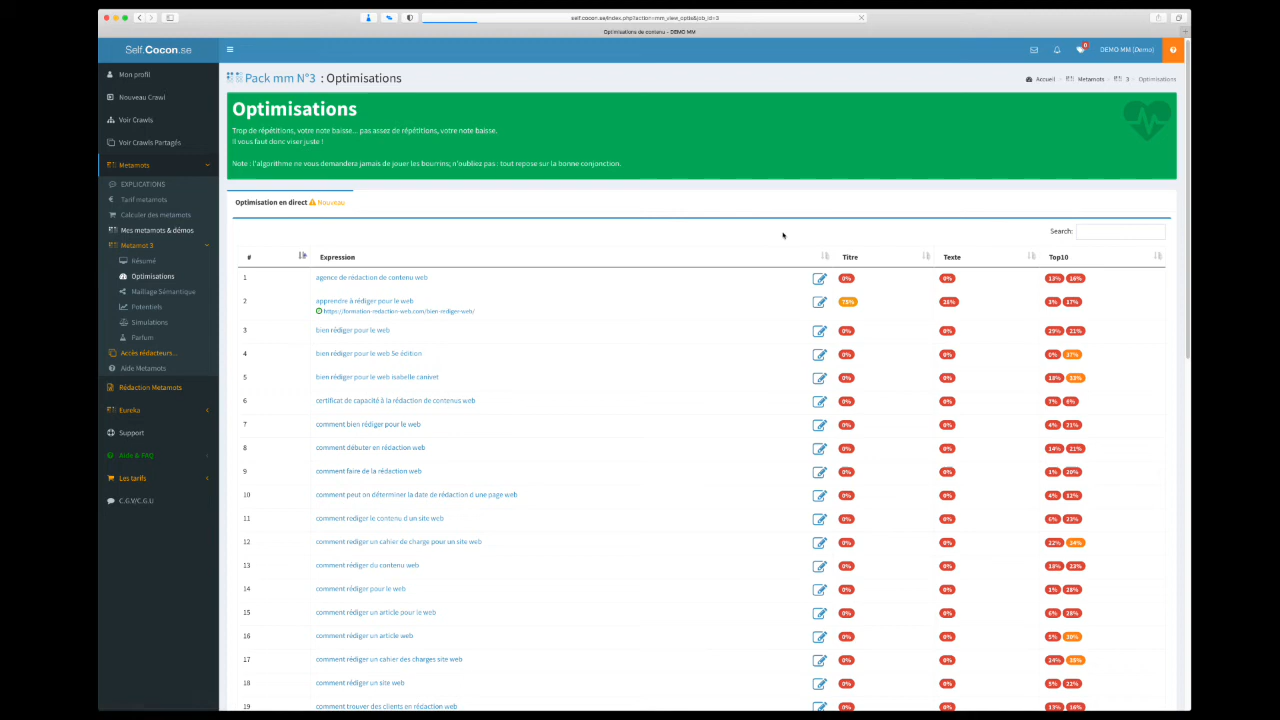 self.cocon.se/index.php?action=mm_view_optis&job_id=3
Optimisations de contenu - DEMO MM
Self.Cocon.se
0
DEMO MM (Demo)
Mon profil
Nouveau Crawl
Voir Crawls
Voir Crawls Partagés
Metamots
EXPLICATIONS
Tarif metamots
Calculer des metamots
Mes metamots & démos
Metamot 3
Résumé
Optimisations
Maillage Sémantique
Potentiels
Simulations
Parfum
Accès rédacteurs...
Aide Metamots
Rédaction Metamots
Eureka
Support
Aide & FAQ
Les tarifs
C.G.V/C.G.U
Pack mm N°3 : Optimisations
Accueil Metamots 3 Optimisations
Optimisations
Trop de répétitions, votre note baisse... pas assez de répétitions, votre note baisse.
Il vous faut donc viser juste !
Note : l'algorithme ne vous demandera jamais de jouer les bourrins; n'oubliez pas : tout repose sur la bonne conjonction.
Optimisation en direct Nouveau
Search:
# Expression Titre Texte Top10
1 agence de rédaction de contenu web 0% 0% 13% 16%
2 apprendre à rédiger pour le web 75% 28% 3% 17%
https://formation-redaction-web.com/bien-rediger-web/
3 bien rédiger pour le web 0% 0% 29% 21%
4 bien rédiger pour le web 5e édition 0% 0% 0% 37%
5 bien rédiger pour le web isabelle canivet 0% 0% 18% 33%
6 certificat de capacité à la rédaction de contenus web 0% 0% 7% 6%
7 comment bien rédiger pour le web 0% 0% 4% 21%
8 comment débuter en rédaction web 0% 0% 14% 21%
9 comment faire de la rédaction web 0% 0% 1% 20%
10 comment peut on déterminer la date de rédaction d une page web 0% 0% 4% 12%
11 comment rediger le contenu d un site web 0% 0% 6% 23%
12 comment rediger un cahier de charge pour un site web 0% 0% 22% 34%
13 comment rédiger du contenu web 0% 0% 18% 23%
14 comment rédiger pour le web 0% 0% 1% 28%
15 comment rédiger un article pour le web 0% 0% 6% 28%
16 comment rédiger un article web 0% 0% 5% 30%
17 comment rédiger un cahier des charges site web 0% 0% 24% 35%
18 comment rédiger un site web 0% 0% 5% 22%
19 comment trouver des clients en rédaction web 0% 0% 13% 16%